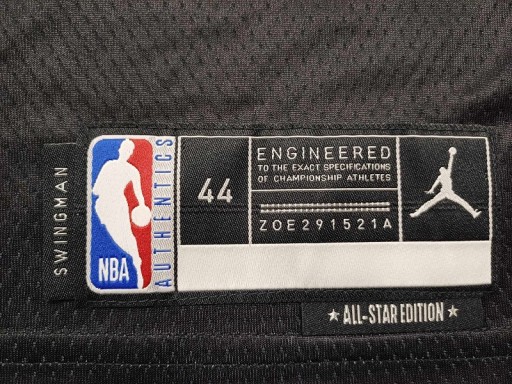 SWINGMAN
NBA
AUTHENTICS
44
ENGINEERED
TO THE EXACT SPECIFICATIONS
OF CHAMPIONSHIP ATHLETES
ZOE291521A
★ ALL-STAR EDITION ★